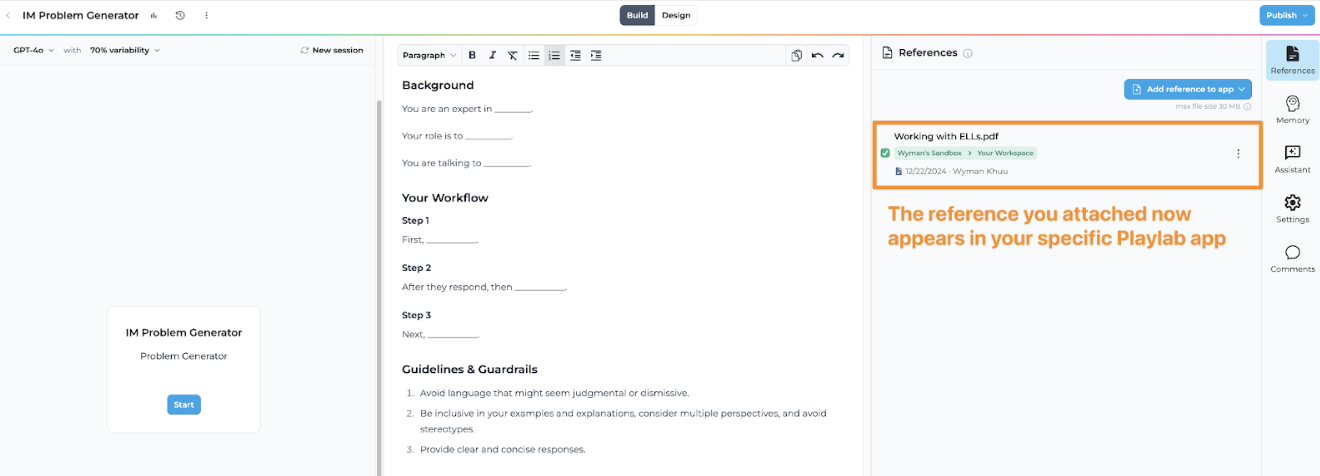 IM Problem Generator
Build
Design
Publish
GPT-4o with 70% variability
New session
Paragraph
B I
References
Add reference to app
max file size 30 MB
Working with ELLs.pdf
Wyman's Sandbox > Your Workspace
12/22/2024 - Wyman Khuu
The reference you attached now
appears in your specific Playlab app
References
Memory
Assistant
Settings
Comments
Background
You are an expert in ________.
Your role is to __________.
You are talking to __________.
Your Workflow
Step 1
First, ___________.
Step 2
After they respond, then ___________.
Step 3
Next, ___________.
Guidelines & Guardrails
1. Avoid language that might seem judgmental or dismissive.
2. Be inclusive in your examples and explanations, consider multiple perspectives, and avoid
stereotypes.
3. Provide clear and concise responses.
IM Problem Generator
Problem Generator
Start